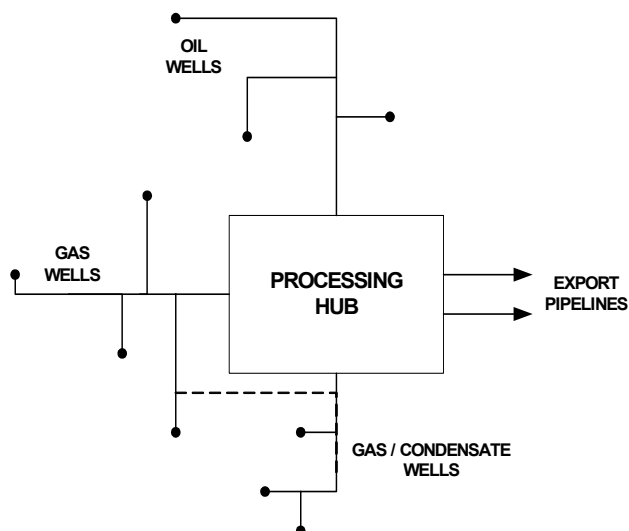 OIL
WELLS
GAS
WELLS
PROCESSING
HUB
EXPORT
PIPELINES
GAS / CONDENSATE
WELLS